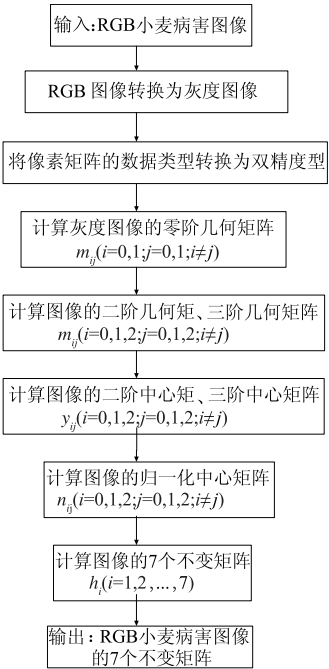 输入:RGB小麦病害图像
RGB 图像转换为灰度图像
将像素矩阵的数据类型转换为双精度型
计算灰度图像的零阶几何矩阵
mij(i=0,1;j=0,1;i≠j)
计算图像的二阶几何矩、三阶几何矩阵
mij(i=0,1,2;j=0,1,2;i≠j)
计算图像的二阶中心矩、三阶中心矩阵
yij(i=0,1,2;j=0,1,2;i≠j)
计算图像的归一化中心矩阵
nij(i=0,1,2;j=0,1,2;i≠j)
计算图像的7个不变矩阵
hi(i=1,2,...,7)
输出：RGB小麦病害图像
的7个不变矩阵